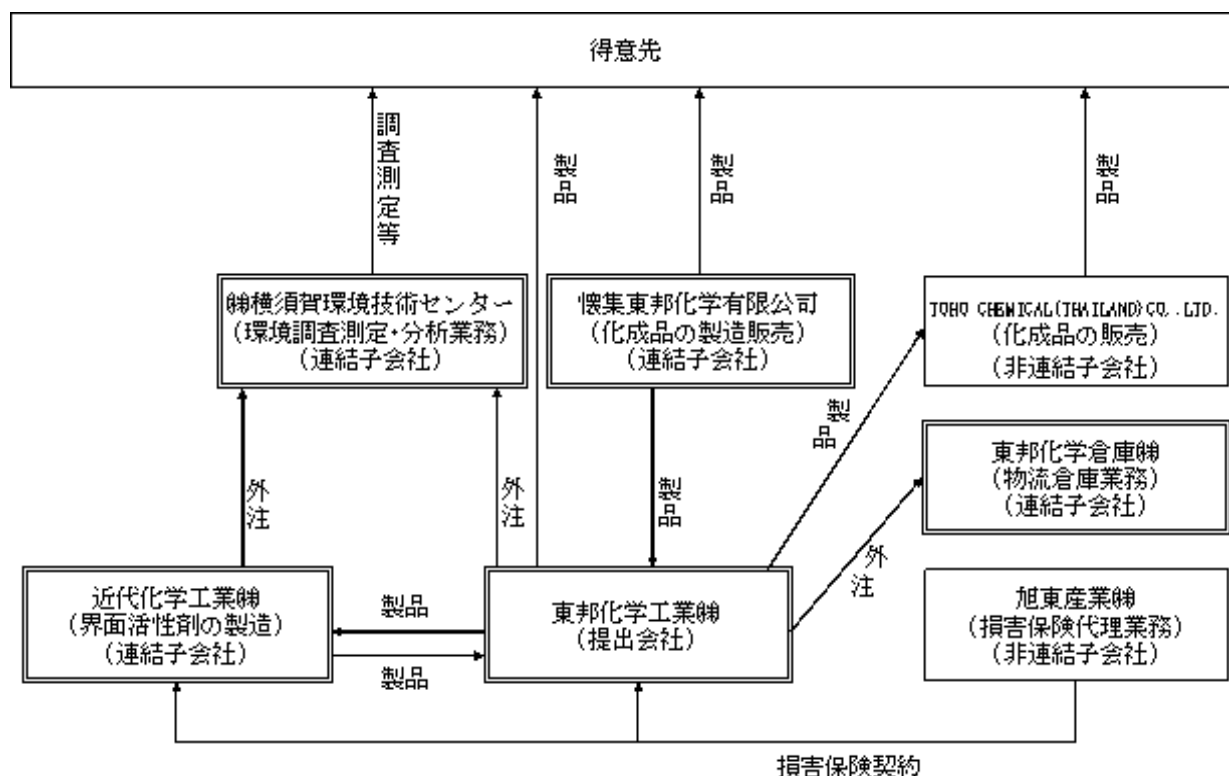 得意先
調査測定等
製品
製品
製品
㈱横須賀環境技術センター
(環境調査測定・分析業務)
(連結子会社)
懐集東邦化学有限公司
(化成品の製造販売)
(連結子会社)
TOHO CHEMICAL(THAILAND)CO,.LTD.
(化成品の販売)
(非連結子会社)
製品
東邦化学倉庫㈱
(物流倉庫業務)
(連結子会社)
外注
外注
製品
外注
近代化学工業㈱
(界面活性剤の製造)
(連結子会社)
製品
製品
東邦化学工業㈱
(提出会社)
旭東産業㈱
(損害保険代理業務)
(非連結子会社)
損害保険契約